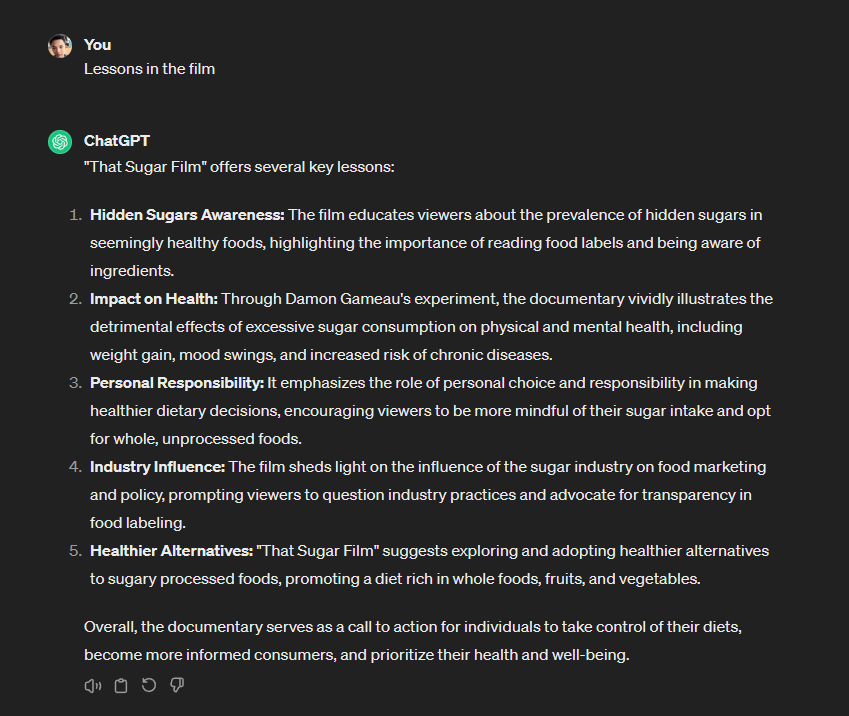 You
Lessons in the film
ChatGPT
"That Sugar Film" offers several key lessons:
1. Hidden Sugars Awareness: The film educates viewers about the prevalence of hidden sugars in
seemingly healthy foods, highlighting the importance of reading food labels and being aware of
ingredients.
2. Impact on Health: Through Damon Gameau's experiment, the documentary vividly illustrates the
detrimental effects of excessive sugar consumption on physical and mental health, including
weight gain, mood swings, and increased risk of chronic diseases.
3. Personal Responsibility: It emphasizes the role of personal choice and responsibility in making
healthier dietary decisions, encouraging viewers to be more mindful of their sugar intake and opt
for whole, unprocessed foods.
4. Industry Influence: The film sheds light on the influence of the sugar industry on food marketing
and policy, prompting viewers to question industry practices and advocate for transparency in
food labeling.
5. Healthier Alternatives: "That Sugar Film" suggests exploring and adopting healthier alternatives
to sugary processed foods, promoting a diet rich in whole foods, fruits, and vegetables.
Overall, the documentary serves as a call to action for individuals to take control of their diets,
become more informed consumers, and prioritize their health and well-being.